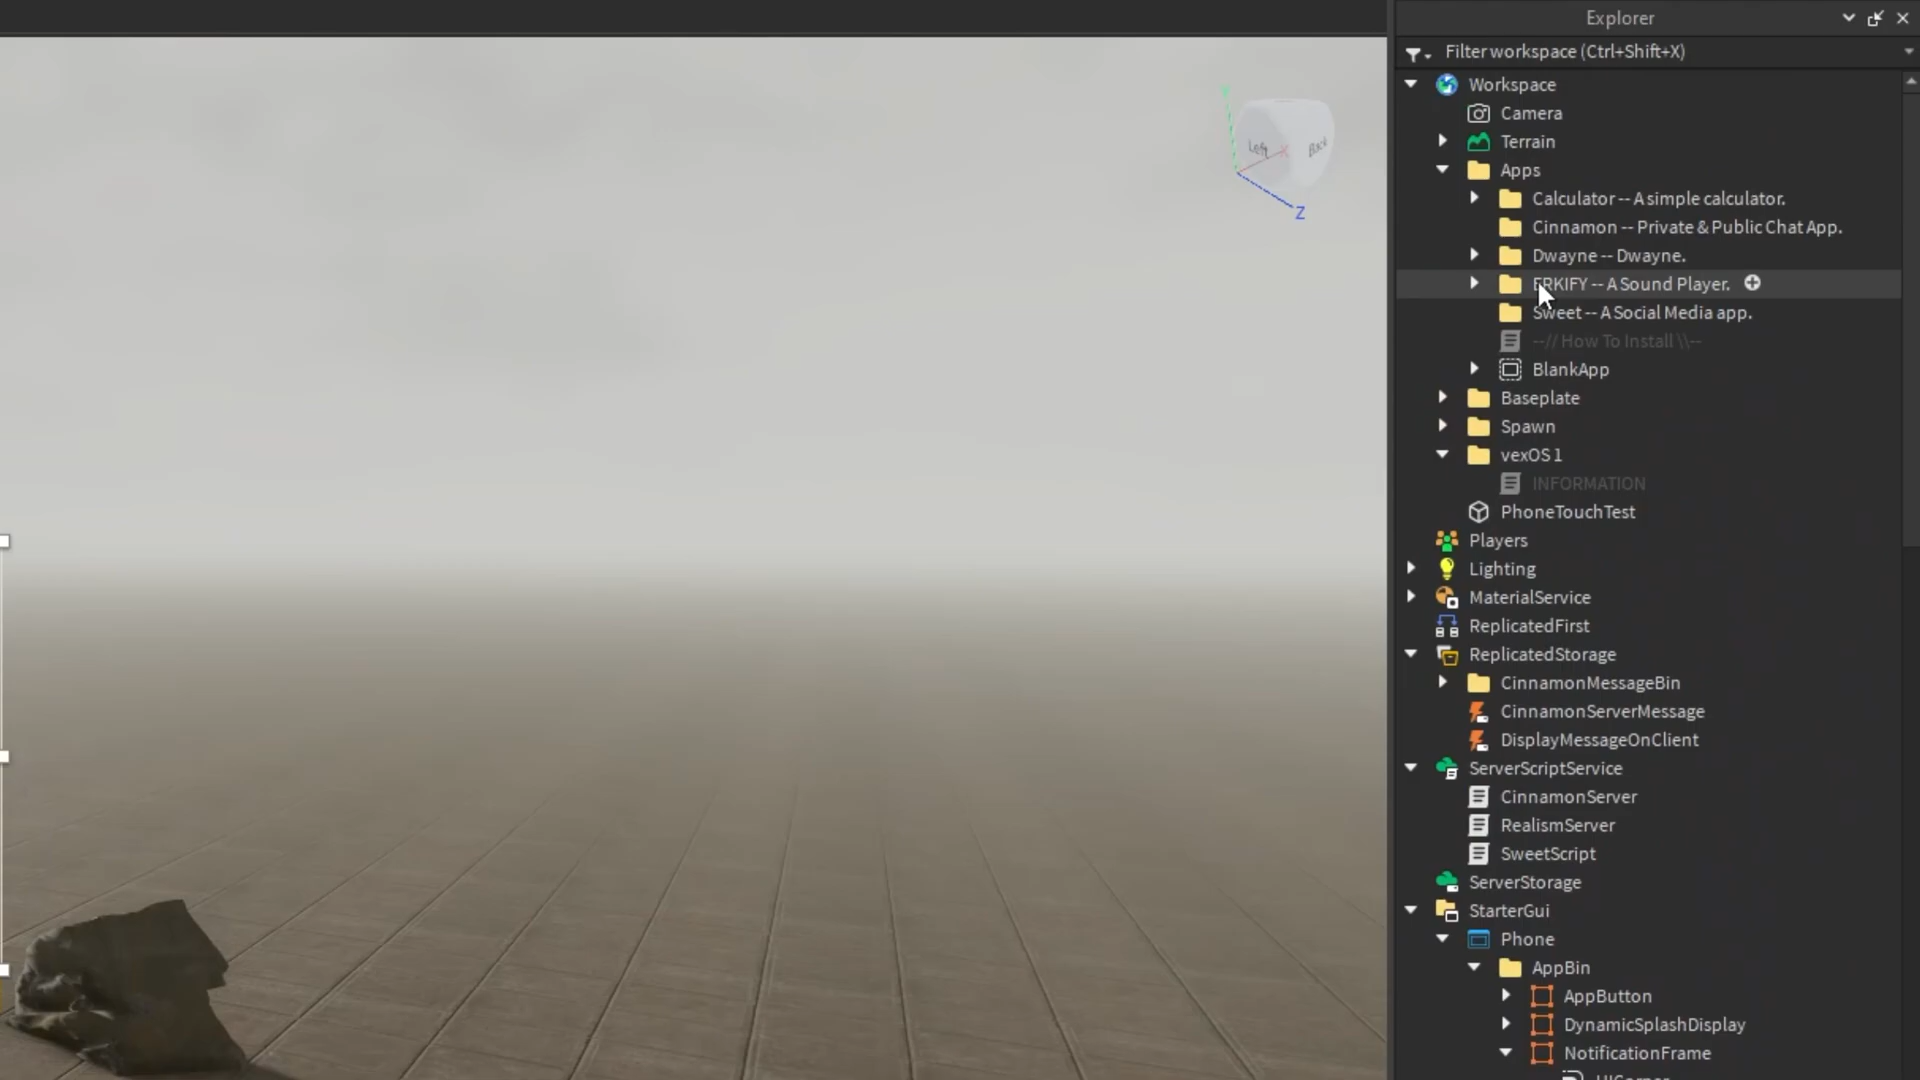 Explorer
Filter workspace (Ctrl+Shift+X)
Workspace
Camera
Terrain
Apps
Calculator -- A simple calculator.
Cinnamon -- Private & Public Chat App.
Dwayne -- Dwayne.
ERKIFY -- A Sound Player.
Sweet -- A Social Media app.
--// How To Install \\--
BlankApp
Baseplate
Spawn
vexOS 1
INFORMATION
PhoneTouchTest
Players
Lighting
MaterialService
ReplicatedFirst
ReplicatedStorage
CinnamonMessageBin
CinnamonServerMessage
DisplayMessageOnClient
ServerScriptService
CinnamonServer
RealismServer
SweetScript
ServerStorage
StarterGui
Phone
AppBin
AppButton
DynamicSplashDisplay
NotificationFrame
Left
Back
X
Z